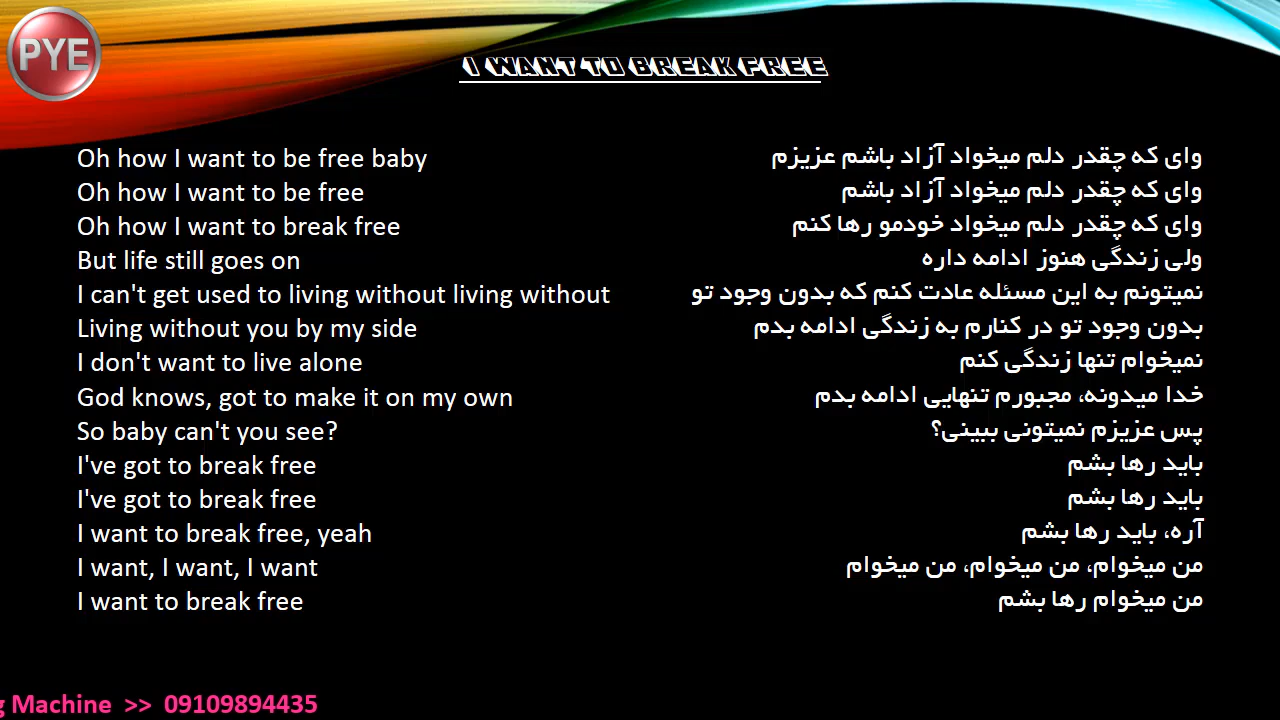 PYE
I WANT TO BREAK FREE
Oh how I want to be free baby
Oh how I want to be free
Oh how I want to break free
But life still goes on
I can't get used to living without living without
Living without you by my side
I don't want to live alone
God knows, got to make it on my own
So baby can't you see?
I've got to break free
I've got to break free
I want to break free, yeah
I want, I want, I want
I want to break free
وای که چقدر دلم میخواد آزاد باشم عزیزم
وای که چقدر دلم میخواد آزاد باشم
وای که چقدر دلم میخواد خودمو رها کنم
ولی زندگی هنوز ادامه داره
نمیتونم به این مسئله عادت کنم که بدون وجود تو
بدون وجود تو در کنارم به زندگی ادامه بدم
نمیخوام تنها زندگی کنم
خدا میدونه، مجبورم تنهایی ادامه بدم
پس عزیزم نمیتونی ببینی؟
باید رها بشم
باید رها بشم
آره، باید رها بشم
من میخوام، من میخوام، من میخوام
من میخوام رها بشم
g Machine >> 09109894435